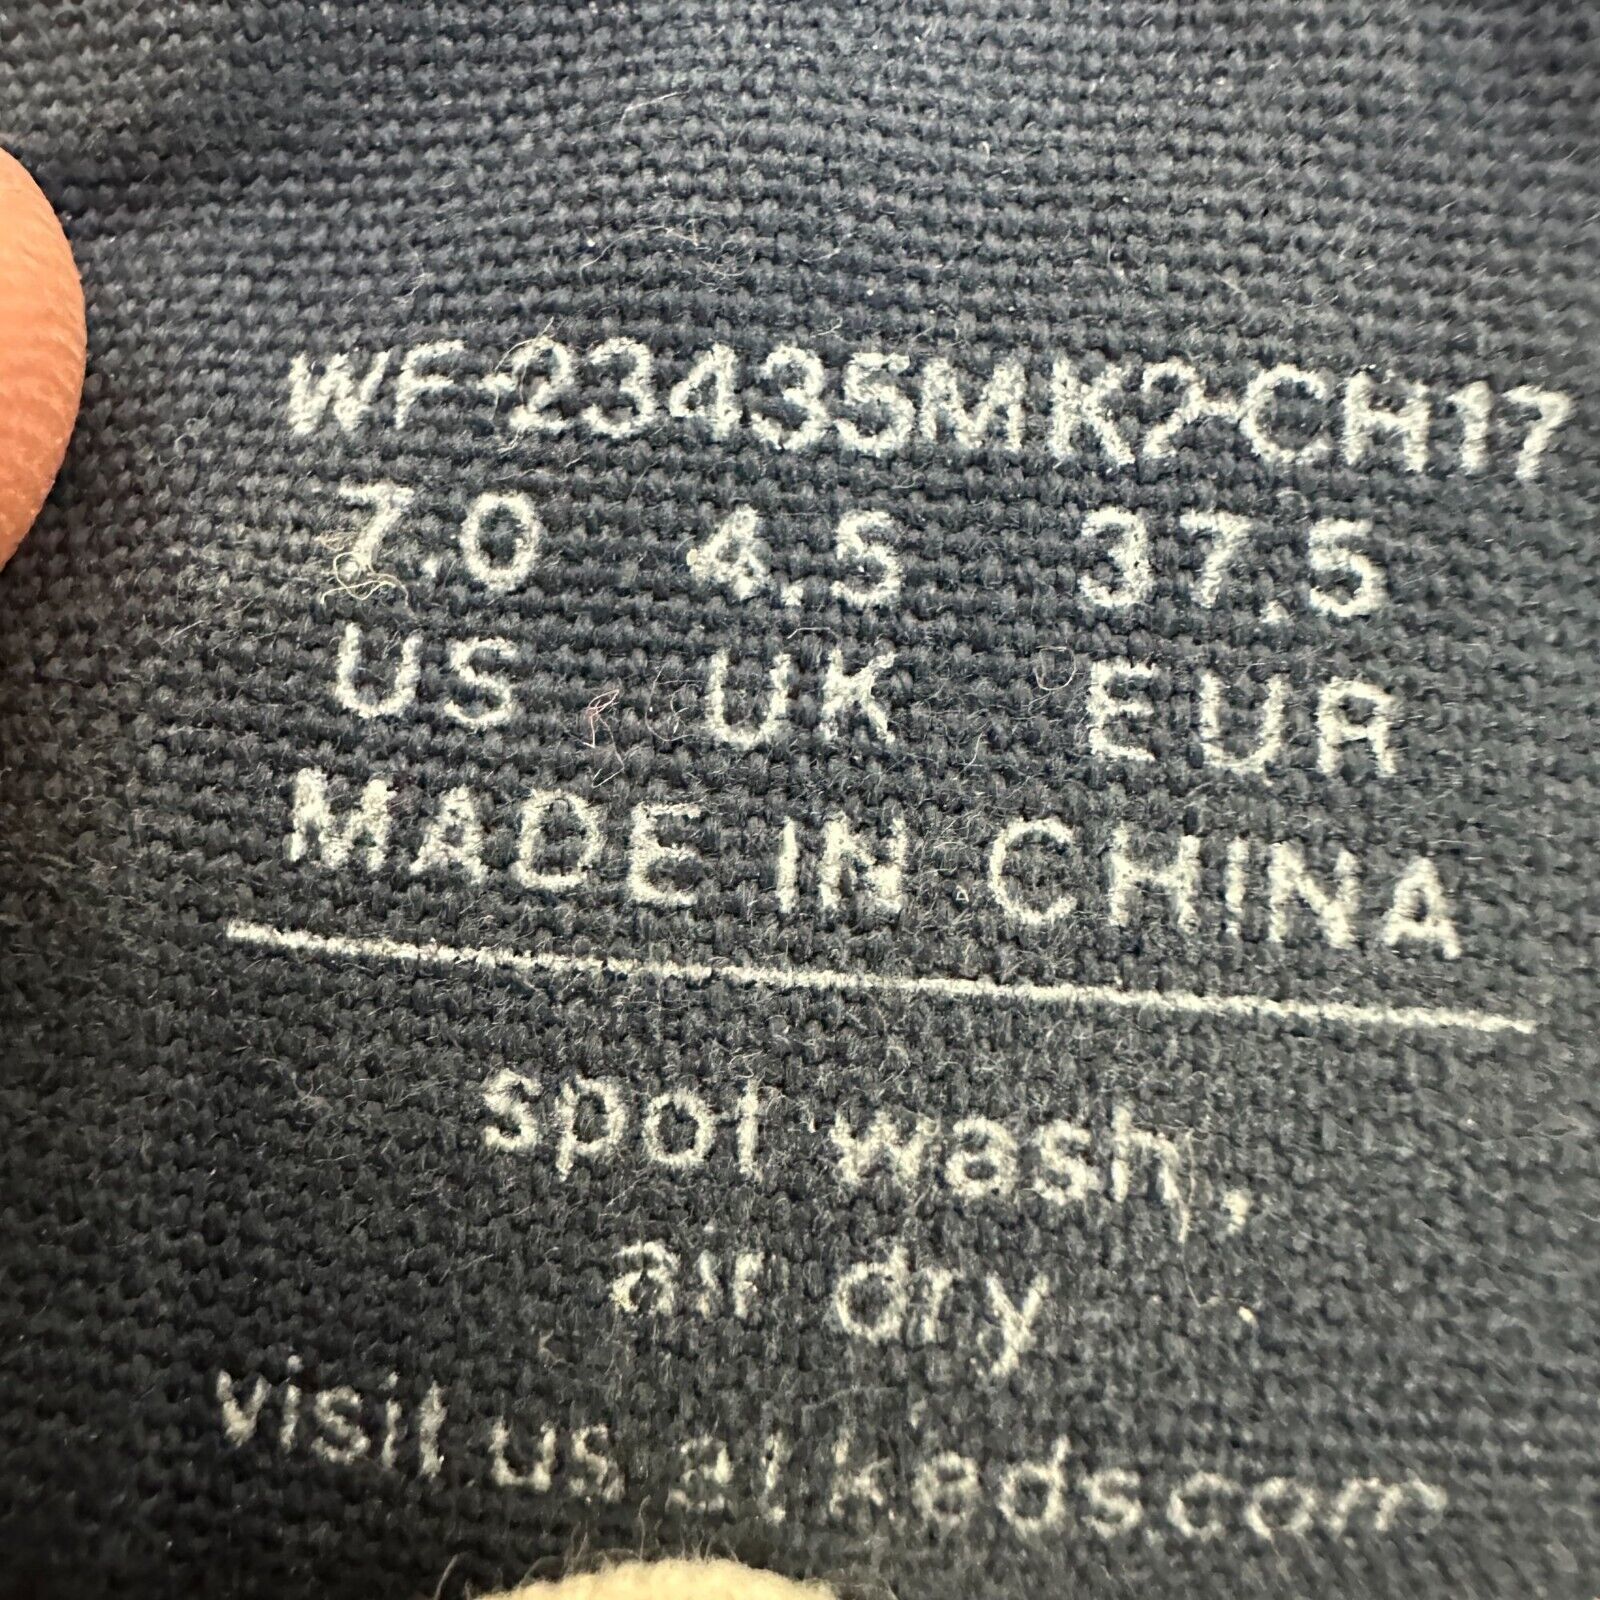 WF-23435MK2-CH17
7.0 4.5 37.5
US UK EUR
MADE IN CHINA
spot wash,
air dry
visit us at keds.com